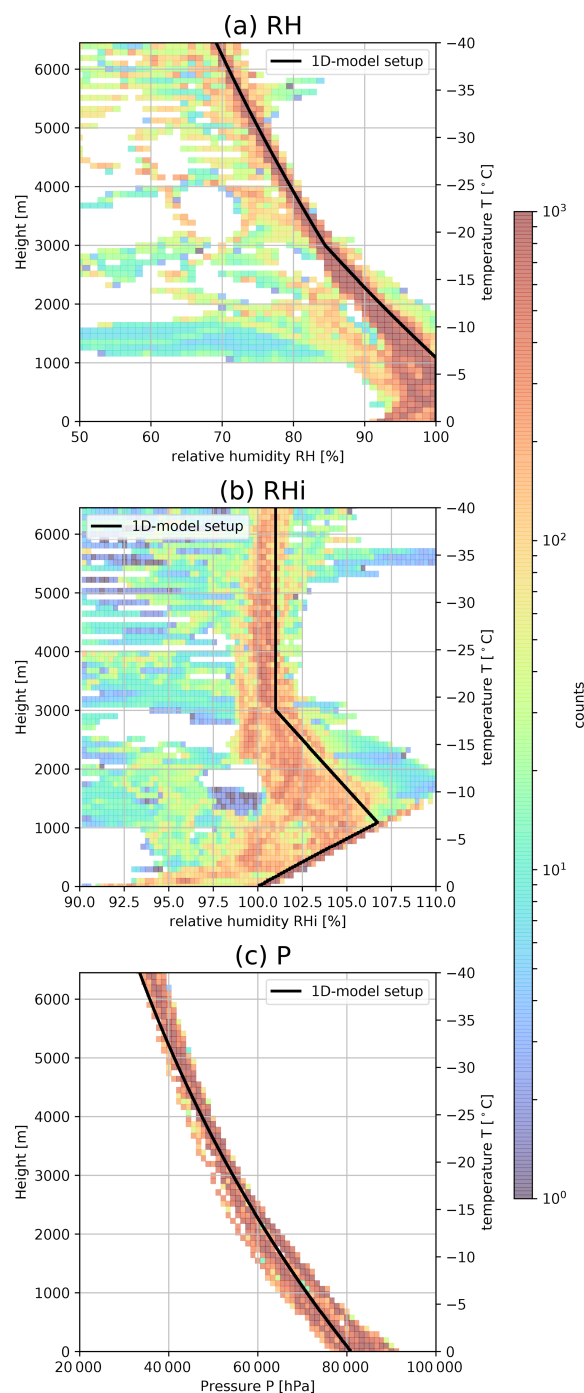 (a) RH
1D-model setup
6000
5000
4000
3000
2000
1000
0
Height [m]
−40
−35
−30
−25
−20
−15
−10
−5
0
temperature T [°C]
50 60 70 80 90 100
relative humidity RH [%]
(b) RHi
1D-model setup
6000
5000
4000
3000
2000
1000
0
Height [m]
−40
−35
−30
−25
−20
−15
−10
−5
0
temperature T [°C]
90.0 92.5 95.0 97.5 100.0 102.5 105.0 107.5 110.0
relative humidity RHi [%]
(c) P
1D-model setup
6000
5000
4000
3000
2000
1000
0
Height [m]
−40
−35
−30
−25
−20
−15
−10
−5
0
temperature T [°C]
20 000 40 000 60 000 80 000 100 000
Pressure P [hPa]
10³
10²
10¹
10⁰
counts